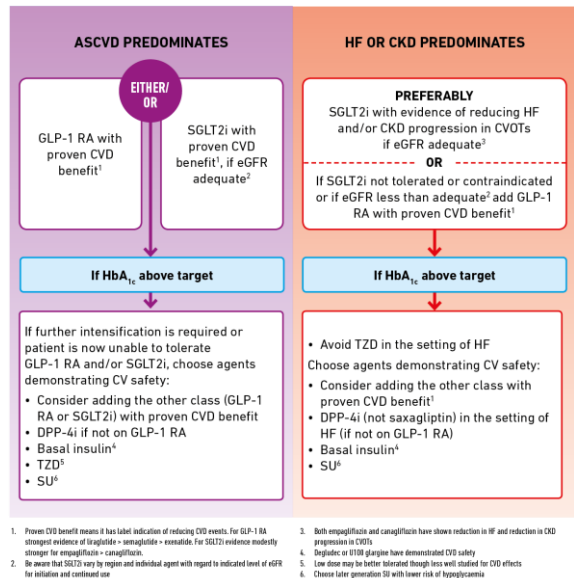 ASCVD PREDOMINATES
EITHER/
OR
GLP-1 RA with
proven CVD
benefit¹
SGLT2i with
proven CVD
benefit¹, if eGFR
adequate²
If HbA₁c above target
If further intensification is required or
patient is now unable to tolerate
GLP-1 RA and/or SGLT2i, choose agents
demonstrating CV safety:
• Consider adding the other class (GLP-1
RA or SGLT2i) with proven CVD benefit
• DPP-4i if not on GLP-1 RA
• Basal insulin⁴
• TZD⁵
• SU⁶
HF OR CKD PREDOMINATES
PREFERABLY
SGLT2i with evidence of reducing HF
and/or CKD progression in CVOTs
if eGFR adequate³
OR
If SGLT2i not tolerated or contraindicated
or if eGFR less than adequate² add GLP-1
RA with proven CVD benefit¹
If HbA₁c above target
• Avoid TZD in the setting of HF
Choose agents demonstrating CV safety:
• Consider adding the other class with
proven CVD benefit¹
• DPP-4i (not saxagliptin) in the setting of
HF (if not on GLP-1 RA)
• Basal insulin⁴
• SU⁶
1. Proven CVD benefit means it has label indication of reducing CVD events. For GLP-1 RA
strongest evidence of liraglutide > semaglutide > exenatide. For SGLT2i evidence modestly
stronger for empagliflozin > canagliflozin.
2. Be aware that SGLT2i vary by region and individual agent with regard to indicated level of eGFR
for initiation and continued use
3. Both empagliflozin and canagliflozin have shown reduction in HF and reduction in CKD
progression in CVOTs
4. Degludec or U100 glargine have demonstrated CVD safety
5. Low dose may be better tolerated though less well studied for CVD effects
6. Choose later generation SU with lower risk of hypoglycaemia